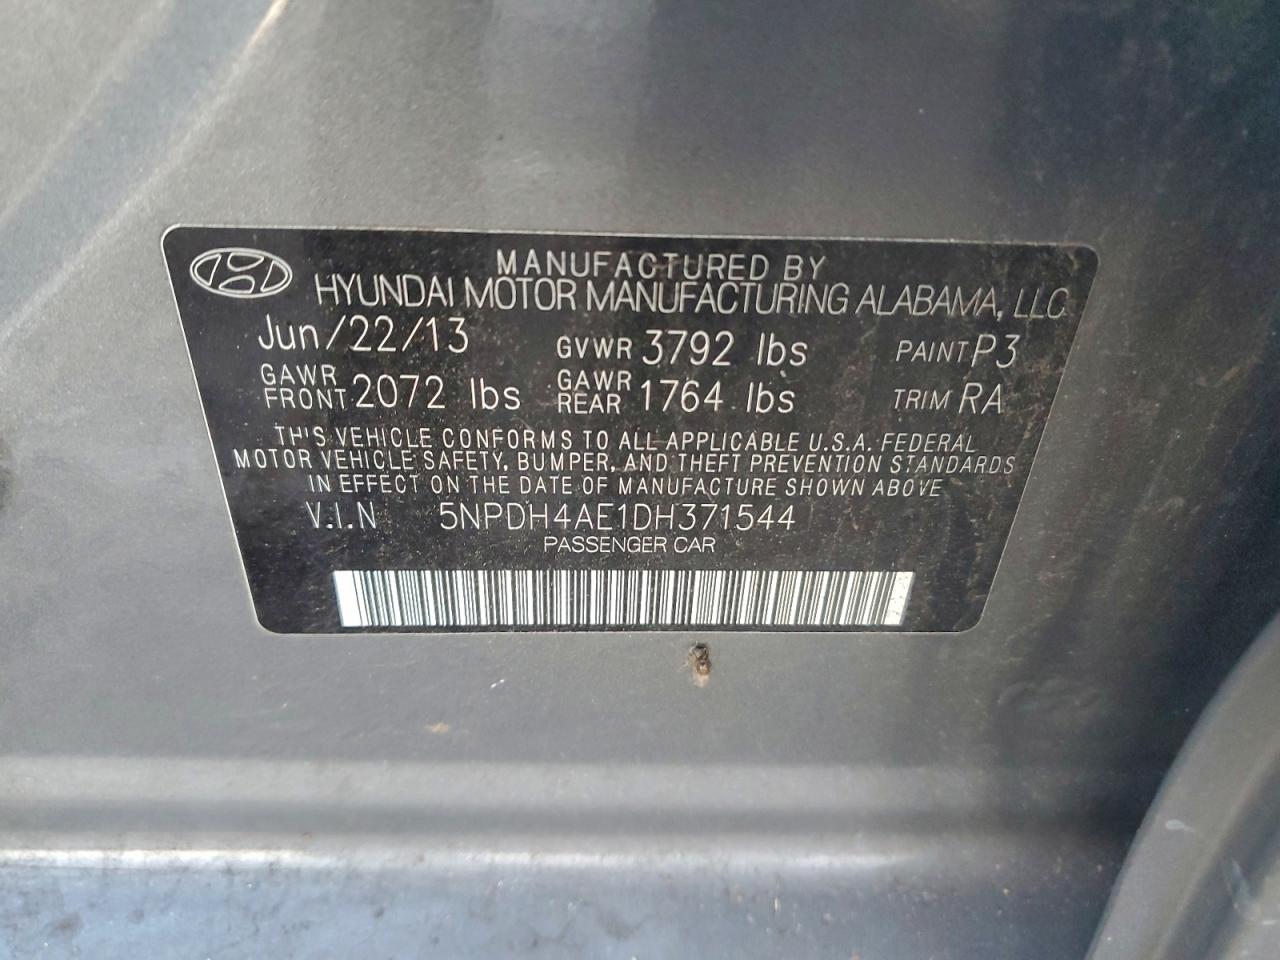 MANUFACTURED BY
HYUNDAI MOTOR MANUFACTURING ALABAMA, LLC
Jun/22/13 GVWR 3792 lbs PAINT P3
GAWR FRONT 2072 lbs GAWR REAR 1764 lbs TRIM RA
THIS VEHICLE CONFORMS TO ALL APPLICABLE U.S.A. FEDERAL
MOTOR VEHICLE SAFETY, BUMPER, AND THEFT PREVENTION STANDARDS
IN EFFECT ON THE DATE OF MANUFACTURE SHOWN ABOVE
V.I.N 5NPDH4AE1DH371544
PASSENGER CAR